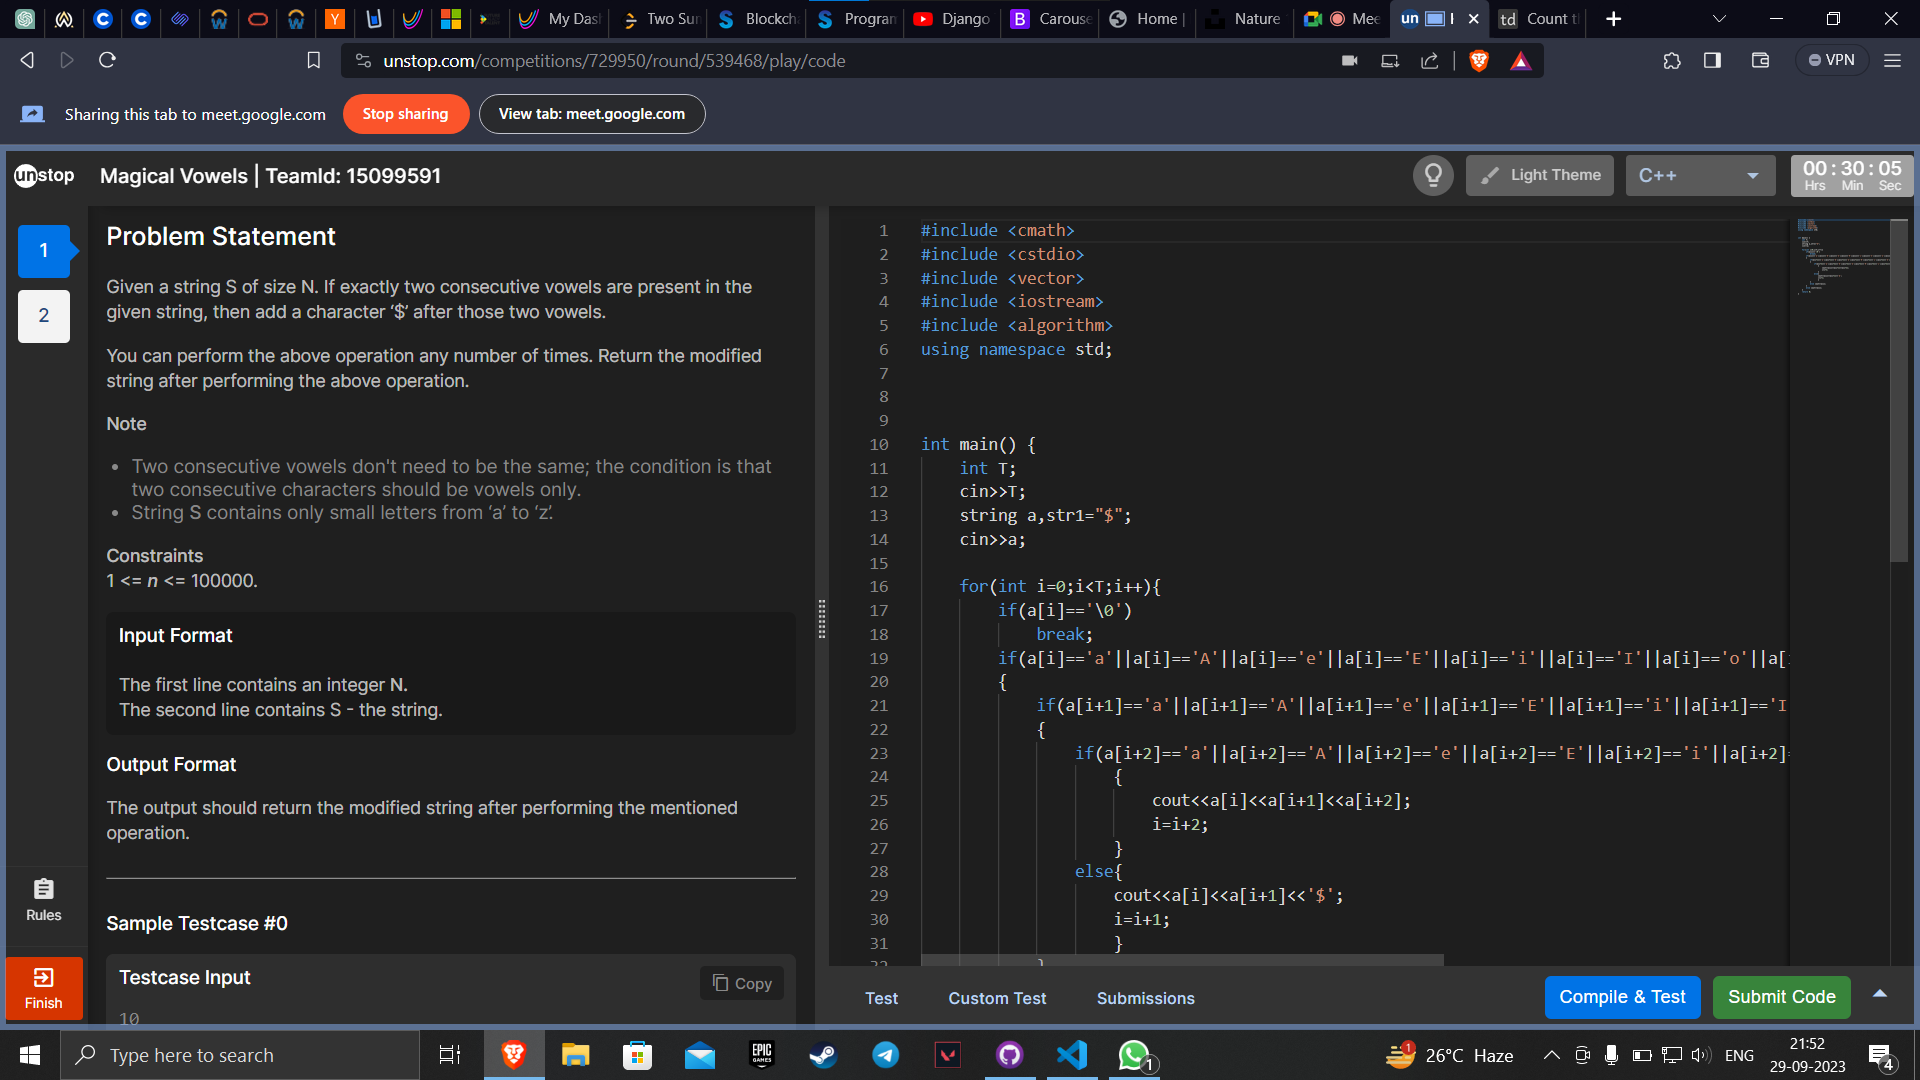 My Dash
Two Sum
Blockch
Program
Django
Carouse
Home |
Nature
Mee
Count t
unstop.com/competitions/729950/round/539468/play/code
VPN
Sharing this tab to meet.google.com
Stop sharing
View tab: meet.google.com
unstop
Magical Vowels | TeamId: 15099591
Light Theme
C++
00 : 30 : 05
Hrs Min Sec
1
2
Rules
Finish
Problem Statement
Given a string S of size N. If exactly two consecutive vowels are present in the
given string, then add a character ‘$’ after those two vowels.
You can perform the above operation any number of times. Return the modified
string after performing the above operation.
Note
• Two consecutive vowels don't need to be the same; the condition is that
two consecutive characters should be vowels only.
• String S contains only small letters from ‘a’ to ‘z’.
Constraints
1 <= n <= 100000.
Input Format
The first line contains an integer N.
The second line contains S - the string.
Output Format
The output should return the modified string after performing the mentioned
operation.
Sample Testcase #0
Testcase Input
Copy
10
1 #include <cmath>
2 #include <cstdio>
3 #include <vector>
4 #include <iostream>
5 #include <algorithm>
6 using namespace std;
7
8
9
10 int main() {
11 int T;
12 cin>>T;
13 string a,str1="$";
14 cin>>a;
15
16 for(int i=0;i<T;i++){
17 if(a[i]=='\0')
18 break;
19 if(a[i]=='a'||a[i]=='A'||a[i]=='e'||a[i]=='E'||a[i]=='i'||a[i]=='I'||a[i]=='o'||a[
20 {
21 if(a[i+1]=='a'||a[i+1]=='A'||a[i+1]=='e'||a[i+1]=='E'||a[i+1]=='i'||a[i+1]=='I
22 {
23 if(a[i+2]=='a'||a[i+2]=='A'||a[i+2]=='e'||a[i+2]=='E'||a[i+2]=='i'||a[i+2]=
24 {
25 cout<<a[i]<<a[i+1]<<a[i+2];
26 i=i+2;
27 }
28 else{
29 cout<<a[i]<<a[i+1]<<'$';
30 i=i+1;
31 }
32 }
Test
Custom Test
Submissions
Compile & Test
Submit Code
Type here to search
EPIC GAMES
1
1
26°C Haze
ENG
21:52
29-09-2023
4